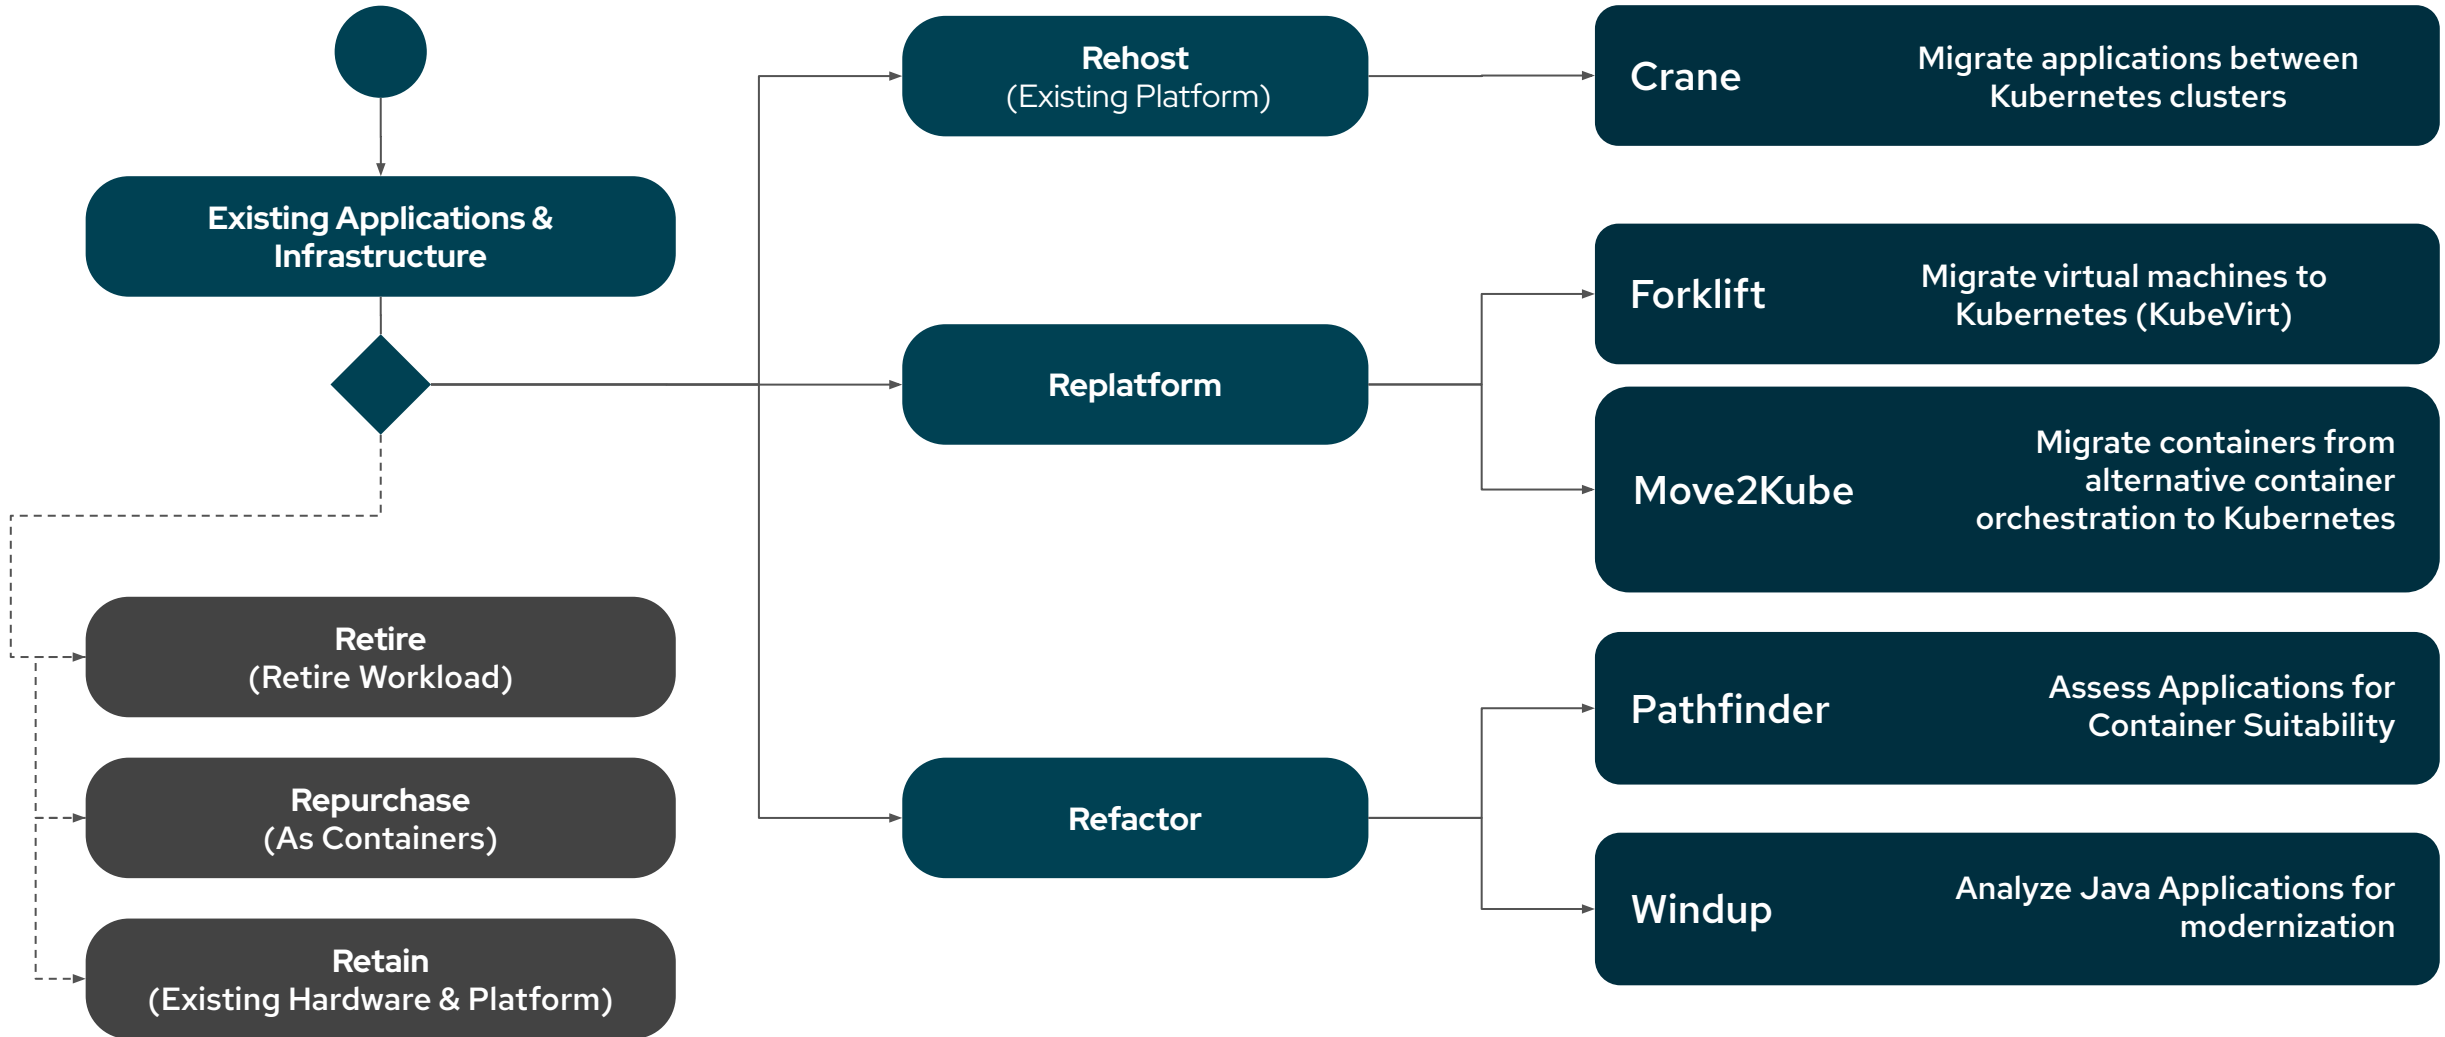 Existing Applications &
Infrastructure
Retire
(Retire Workload)
Repurchase
(As Containers)
Retain
(Existing Hardware & Platform)
Rehost
(Existing Platform)
Replatform
Refactor
Crane
Migrate applications between
Kubernetes clusters
Forklift
Migrate virtual machines to
Kubernetes (KubeVirt)
Move2Kube
Migrate containers from
alternative container
orchestration to Kubernetes
Pathfinder
Assess Applications for
Container Suitability
Windup
Analyze Java Applications for
modernization